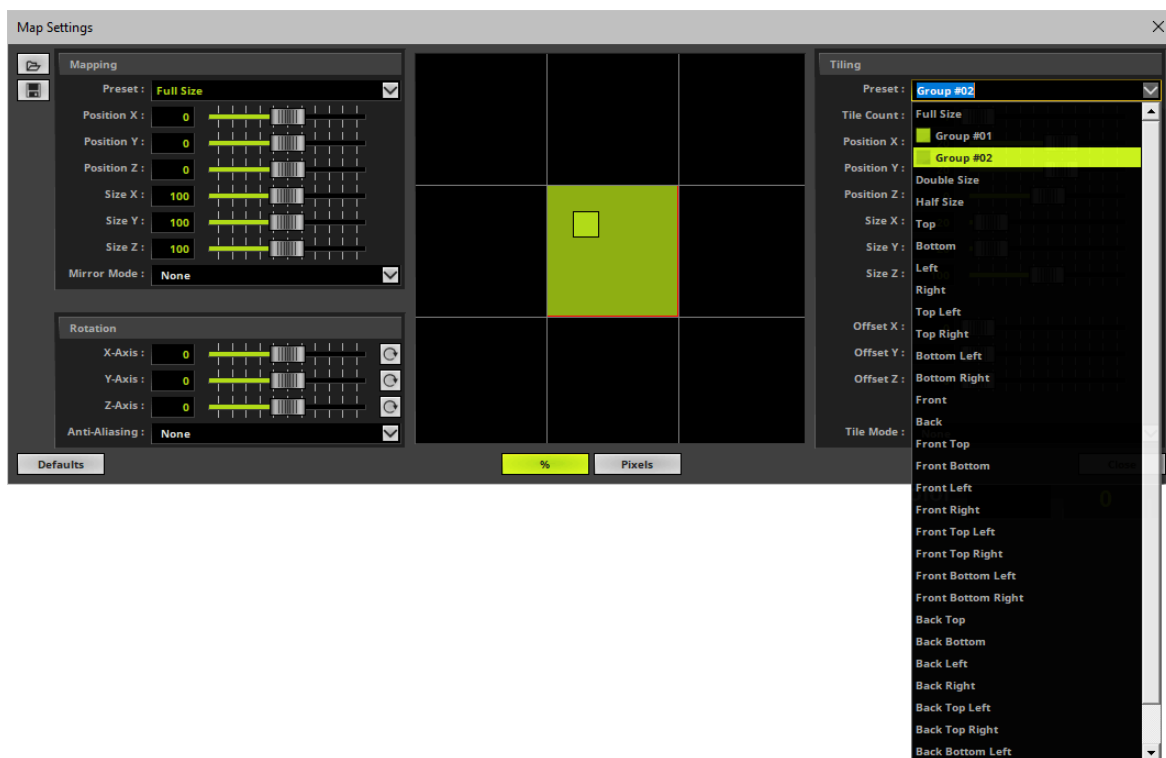 Map Settings
Mapping
Preset : Full Size
Position X : 0
Position Y : 0
Position Z : 0
Size X : 100
Size Y : 100
Size Z : 100
Mirror Mode : None
Rotation
X-Axis : 0
Y-Axis : 0
Z-Axis : 0
Anti-Aliasing : None
Defaults
%
Pixels
Tiling
Preset : Group #02
Tile Count :
Position X :
Position Y :
Position Z :
Size X :
Size Y :
Size Z :
Offset X :
Offset Y :
Offset Z :
Tile Mode :
Full Size
Group #01
Group #02
Double Size
Half Size
Top
Bottom
Left
Right
Top Left
Top Right
Bottom Left
Bottom Right
Front
Back
Front Top
Front Bottom
Front Left
Front Right
Front Top Left
Front Top Right
Front Bottom Left
Front Bottom Right
Back Top
Back Bottom
Back Left
Back Right
Back Top Left
Back Top Right
Back Bottom Left
0